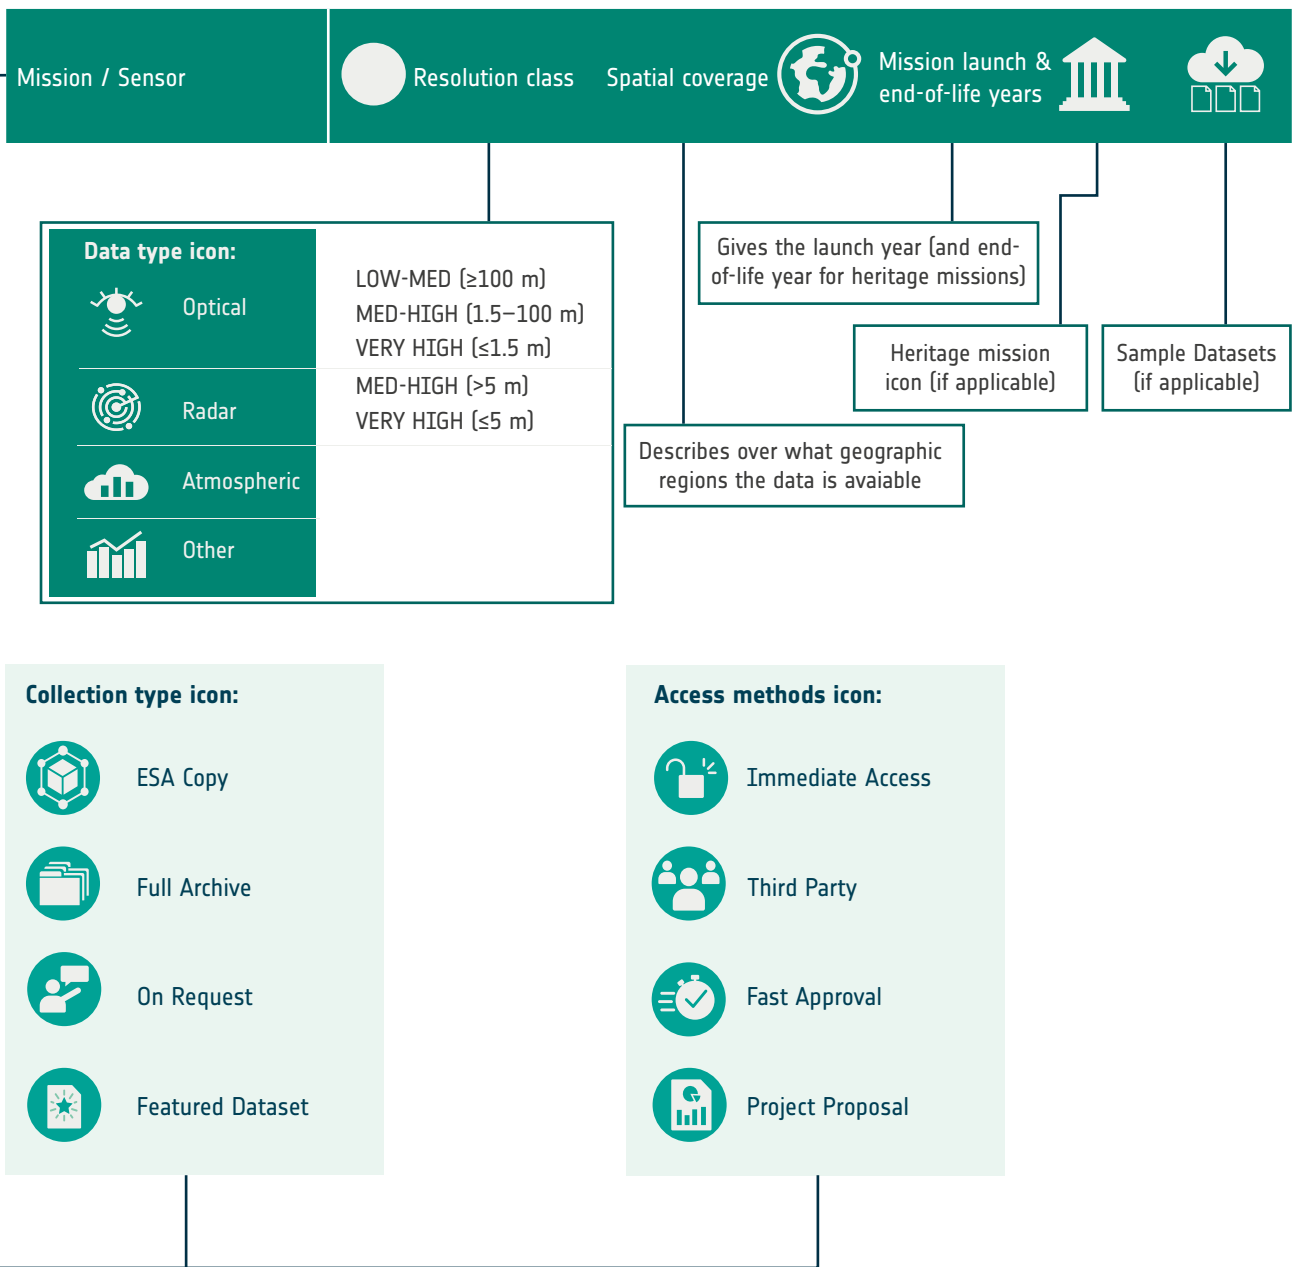 Mission / Sensor
Resolution class
Spatial coverage
Mission launch &
end-of-life years
Data type icon:
Optical
LOW-MED (≥100 m)
MED-HIGH (1.5–100 m)
VERY HIGH (≤1.5 m)
Radar
MED-HIGH (>5 m)
VERY HIGH (≤5 m)
Atmospheric
Other
Gives the launch year (and end-
of-life year for heritage missions)
Heritage mission
icon (if applicable)
Sample Datasets
(if applicable)
Describes over what geographic
regions the data is avaiable
Collection type icon:
ESA Copy
Full Archive
On Request
Featured Dataset
Access methods icon:
Immediate Access
Third Party
Fast Approval
Project Proposal